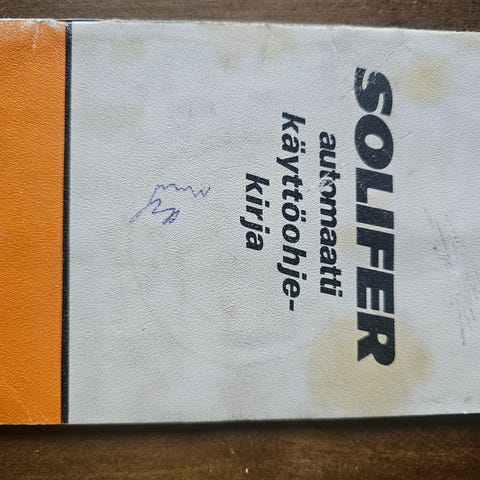 SOLIFER
automaatti
käyttöohje-
kirja